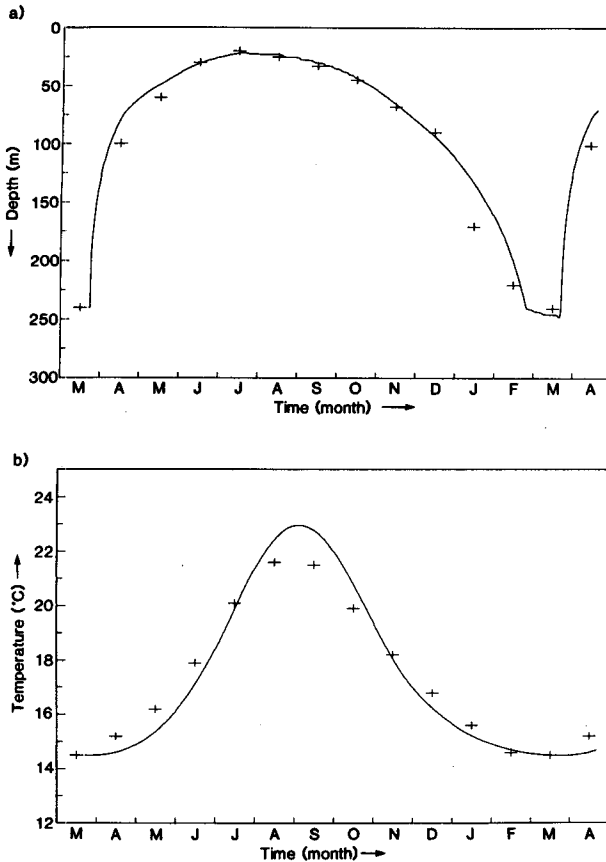 a)
0
50
100
150
200
250
300
← Depth (m)
M A M J J A S O N D J F M A
Time (month) →
b)
24
22
20
18
16
14
12
Temperature (°C) →
M A M J J A S O N D J F M A
Time (month) →